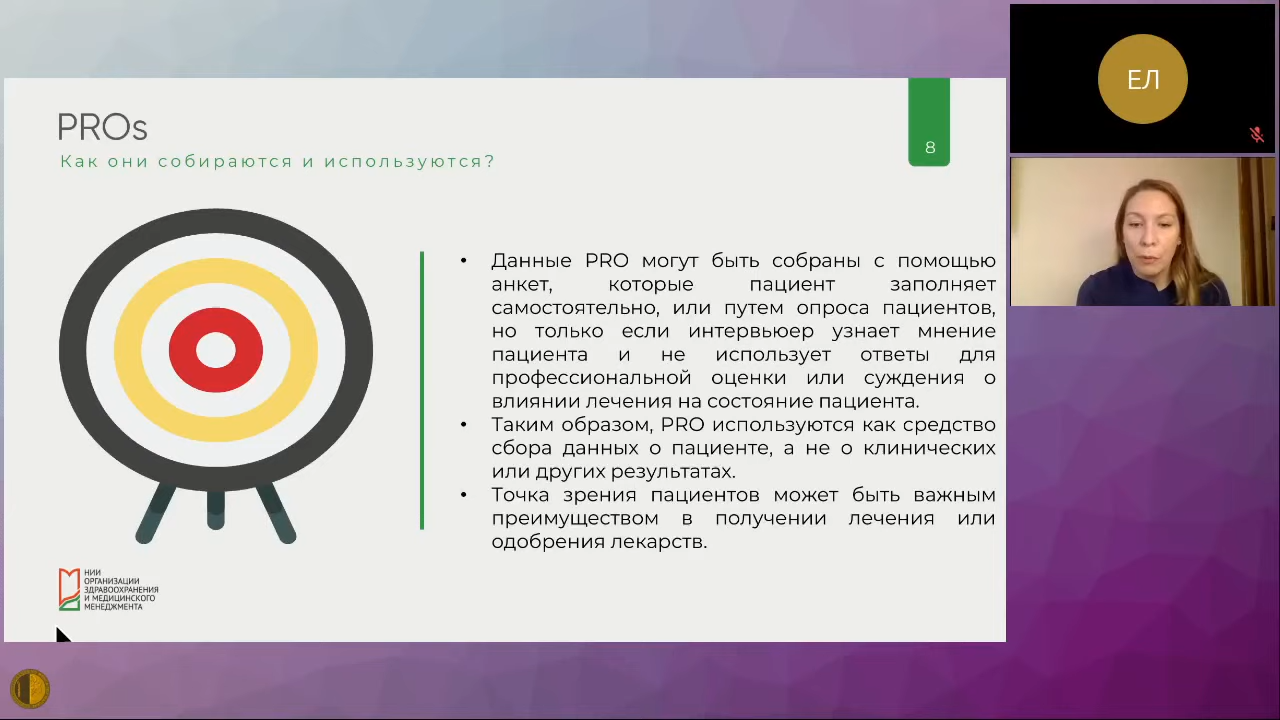 PROs
Как они собираются и используются?
8
• Данные PRO могут быть собраны с помощью
анкет, которые пациент заполняет
самостоятельно, или путем опроса пациентов,
но только если интервьюер узнает мнение
пациента и не использует ответы для
профессиональной оценки или суждения о
влиянии лечения на состояние пациента.
• Таким образом, PRO используются как средство
сбора данных о пациенте, а не о клинических
или других результатах.
• Точка зрения пациентов может быть важным
преимуществом в получении лечения или
одобрения лекарств.
НИИ
ОРГАНИЗАЦИИ
ЗДРАВООХРАНЕНИЯ
И МЕДИЦИНСКОГО
МЕНЕДЖМЕНТА
ЕЛ